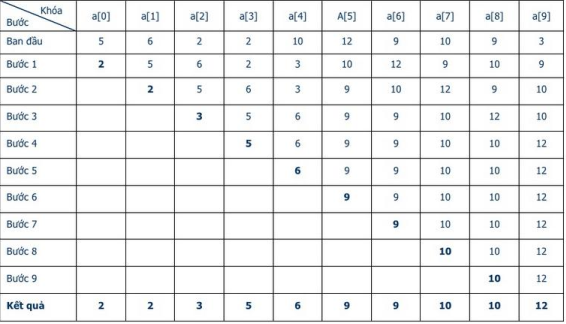 Khóa a[0] a[1] a[2] a[3] a[4] A[5] a[6] a[7] a[8] a[9]
Bước
Ban đầu 5 6 2 2 10 12 9 10 9 3
Bước 1 2 5 6 2 3 10 12 9 10 9
Bước 2 2 5 6 3 9 10 12 9 10
Bước 3 3 5 6 9 9 10 12 10
Bước 4 5 6 9 9 10 10 12
Bước 5 6 9 9 10 10 12
Bước 6 9 9 10 10 12
Bước 7 9 10 10 12
Bước 8 10 10 12
Bước 9 10 12
Kết quả 2 2 3 5 6 9 9 10 10 12